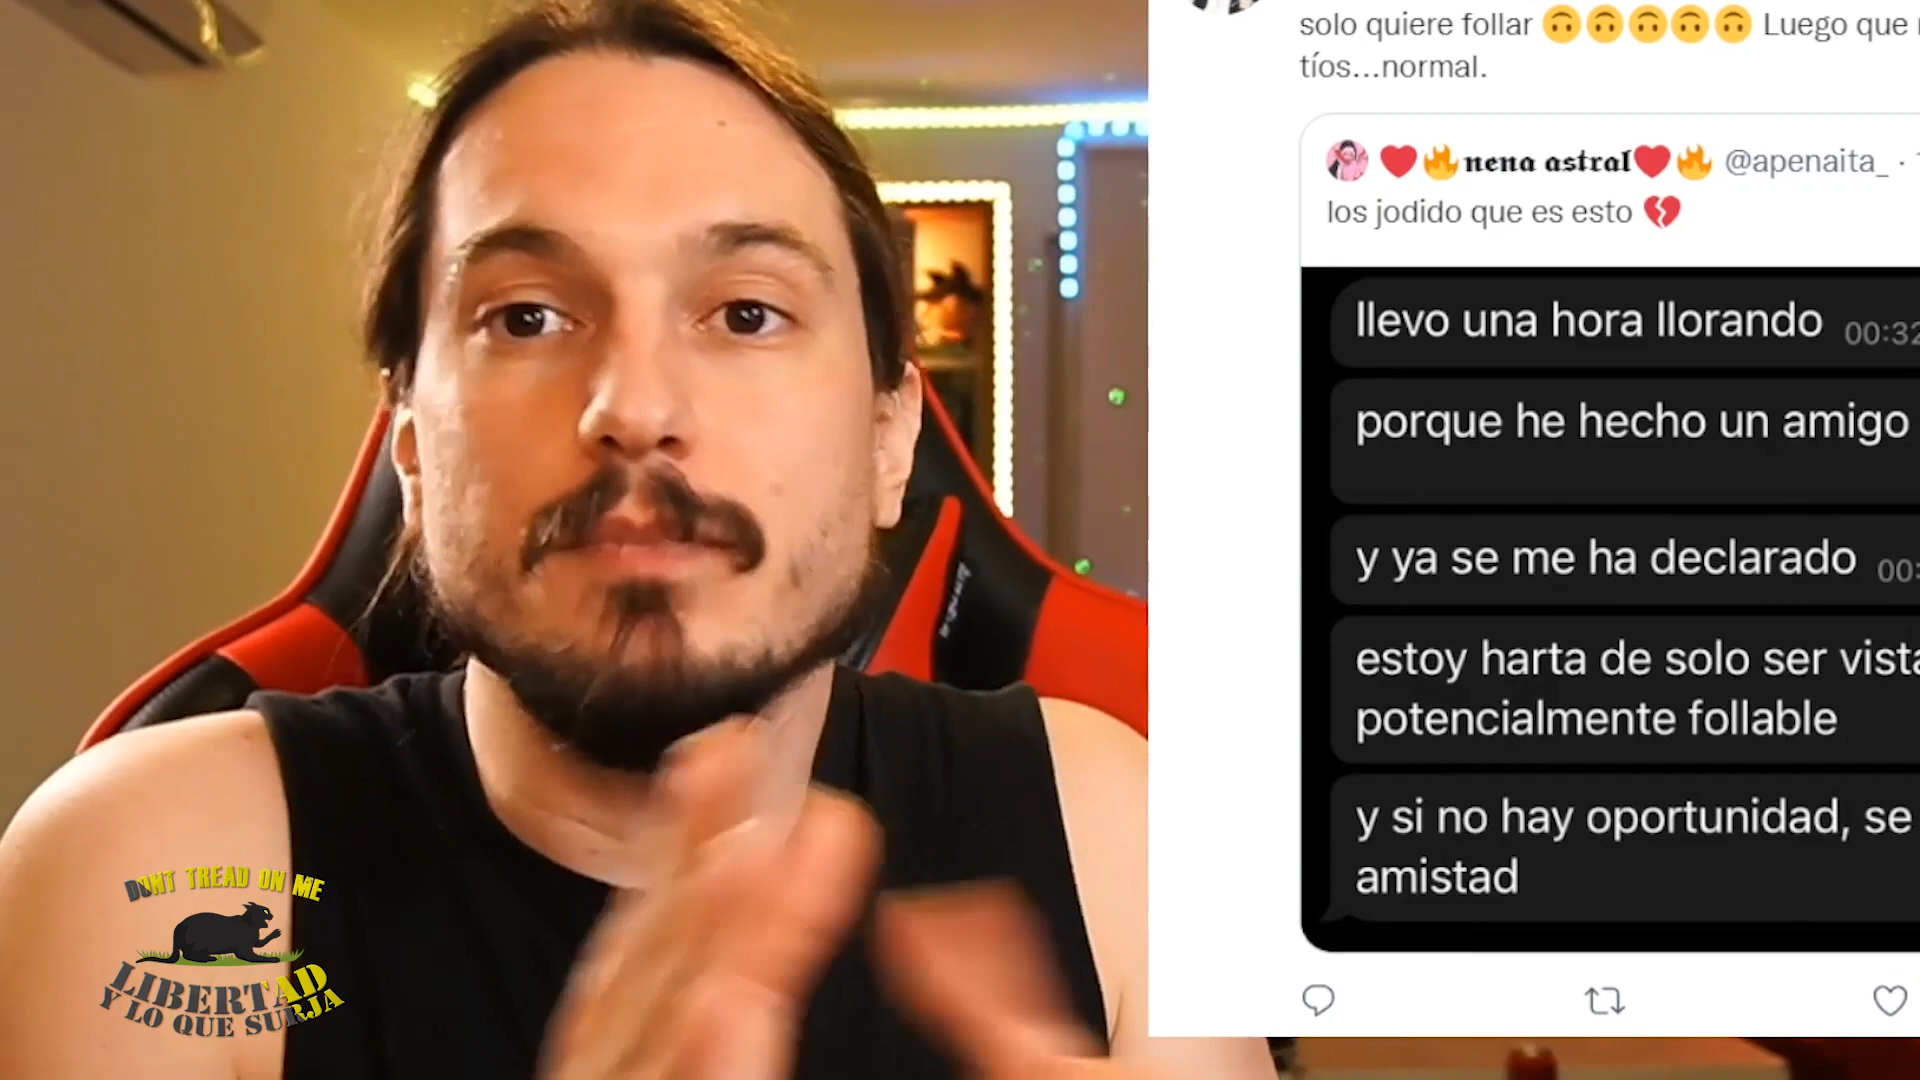 solo quiere follar 🙃🙃🙃🙃🙃 Luego que
tíos...normal.
❤️🔥nena astral❤️🔥 @apenaita_ ·
los jodido que es esto 💔
llevo una hora llorando 00:32
porque he hecho un amigo
y ya se me ha declarado 00:
estoy harta de solo ser vista
potencialmente follable
y si no hay oportunidad, se
amistad
DONT TREAD ON ME
LIBERTAD
Y LO QUE SURJA